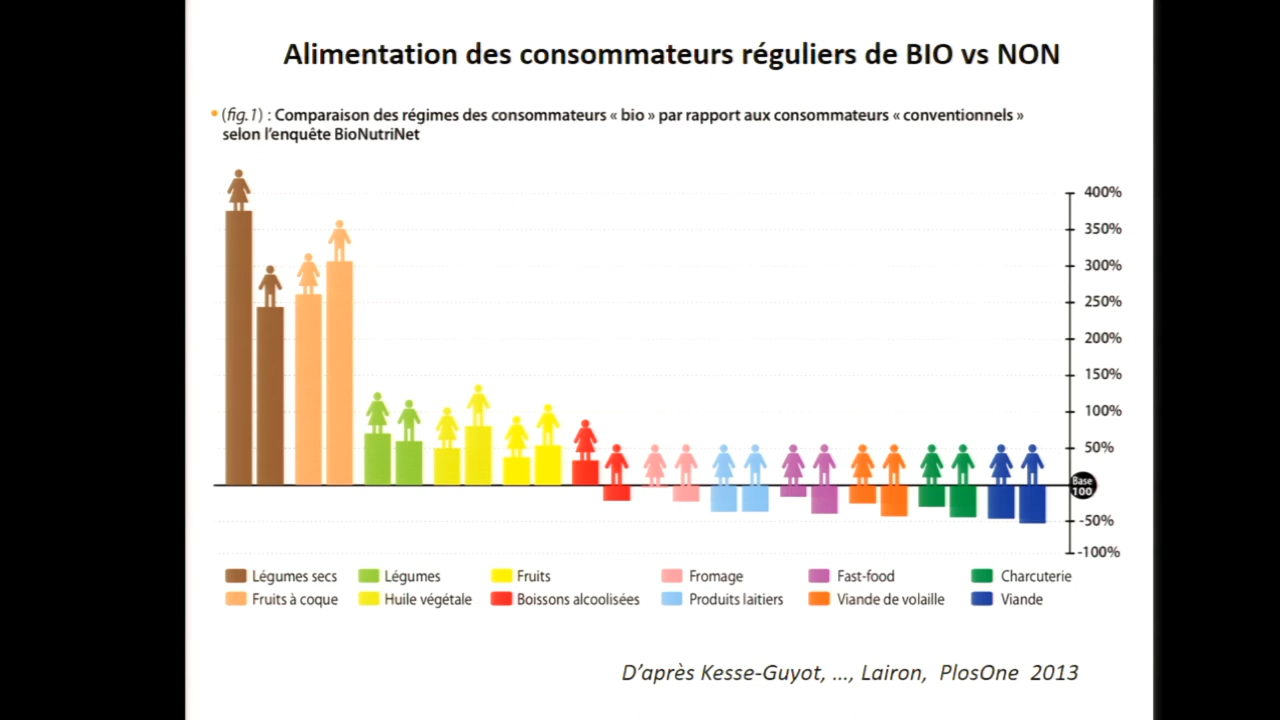 Alimentation des consommateurs réguliers de BIO vs NON
• (fig.1) : Comparaison des régimes des consommateurs « bio » par rapport aux consommateurs « conventionnels »
selon l'enquête BioNutriNet
400%
350%
300%
250%
200%
150%
100%
50%
Base
100
-50%
-100%
Légumes secs
Légumes
Fruits
Fromage
Fast-food
Charcuterie
Fruits à coque
Huile végétale
Boissons alcoolisées
Produits laitiers
Viande de volaille
Viande
D'après Kesse-Guyot, ..., Lairon, PlosOne 2013